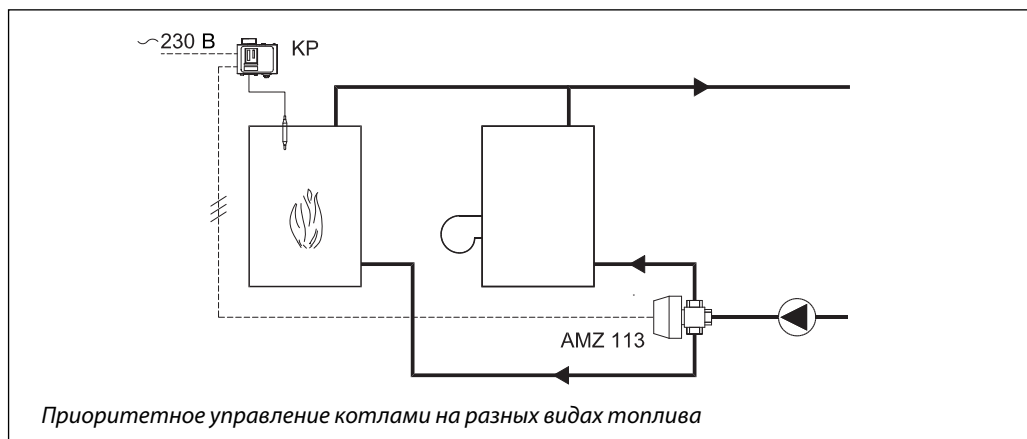 ~230 В
KP
AMZ 113
Приоритетное управление котлами на разных видах топлива